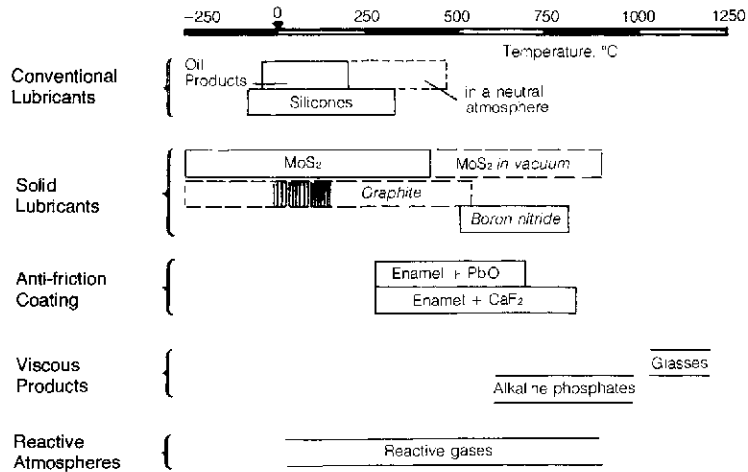 −250 0 250 500 750 1000 1250
Temperature, °C
Conventional
Lubricants
Oil
Products
in a neutral
atmosphere
Silicones
Solid
Lubricants
MoS₂
MoS₂ in vacuum
Graphite
Boron nitride
Anti-friction
Coating
Enamel + PbO
Enamel + CaF₂
Viscous
Products
Glasses
Alkaline phosphates
Reactive
Atmospheres
Reactive gases